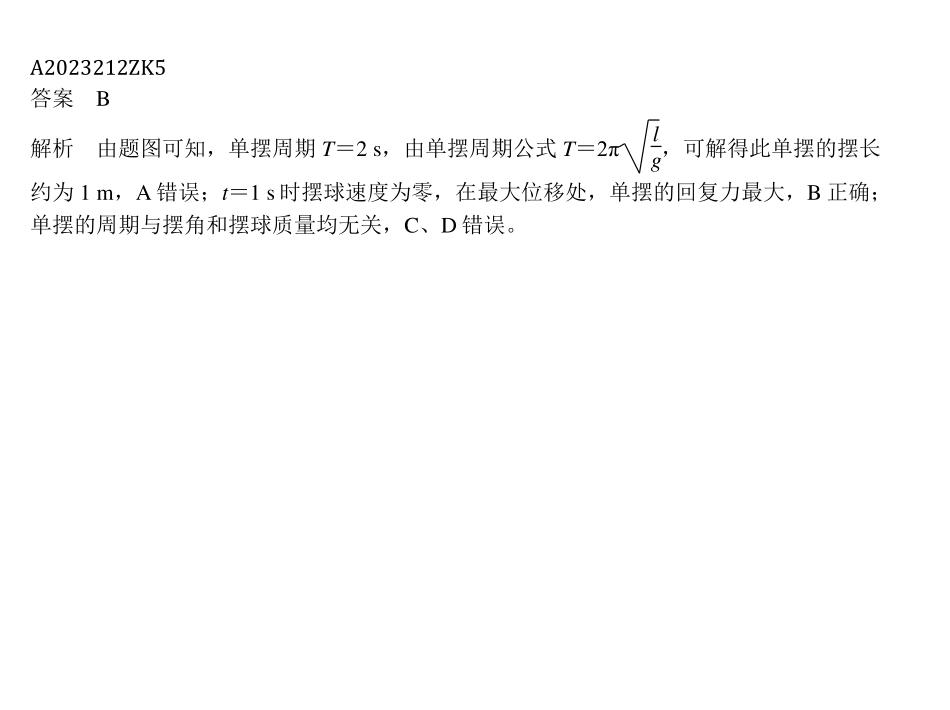 A2023212ZK5
答案　B
解析　由题图可知，单摆周期 T＝2 s，由单摆周期公式 T＝2π√(l/g)，可解得此单摆的摆长
约为 1 m，A 错误；t＝1 s 时摆球速度为零，在最大位移处，单摆的回复力最大，B 正确；
单摆的周期与摆角和摆球质量均无关，C、D 错误。